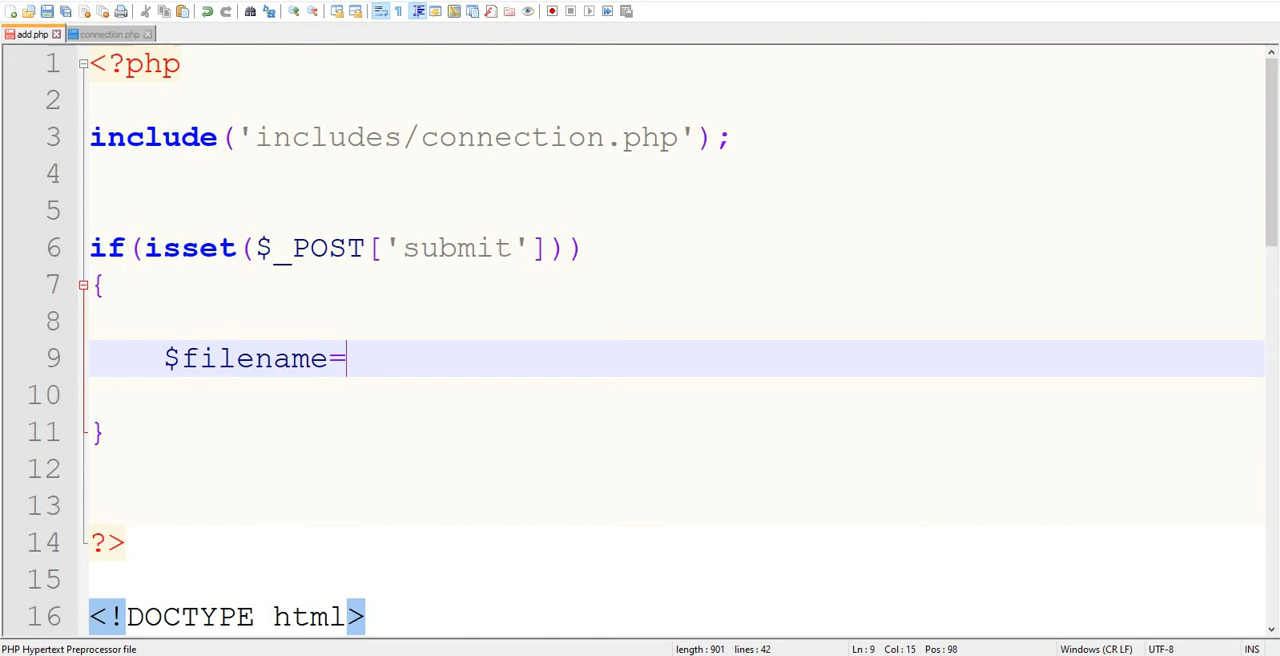 add.php
connection.php
1 <?php
2
3 include('includes/connection.php');
4
5
6 if(isset($_POST['submit']))
7 {
8
9 $filename=
10
11 }
12
13
14 ?>
15
16 <!DOCTYPE html>
PHP Hypertext Preprocessor file length : 901 lines : 42 Ln : 9 Col : 15 Pos : 98 Windows (CR LF) UTF-8 INS